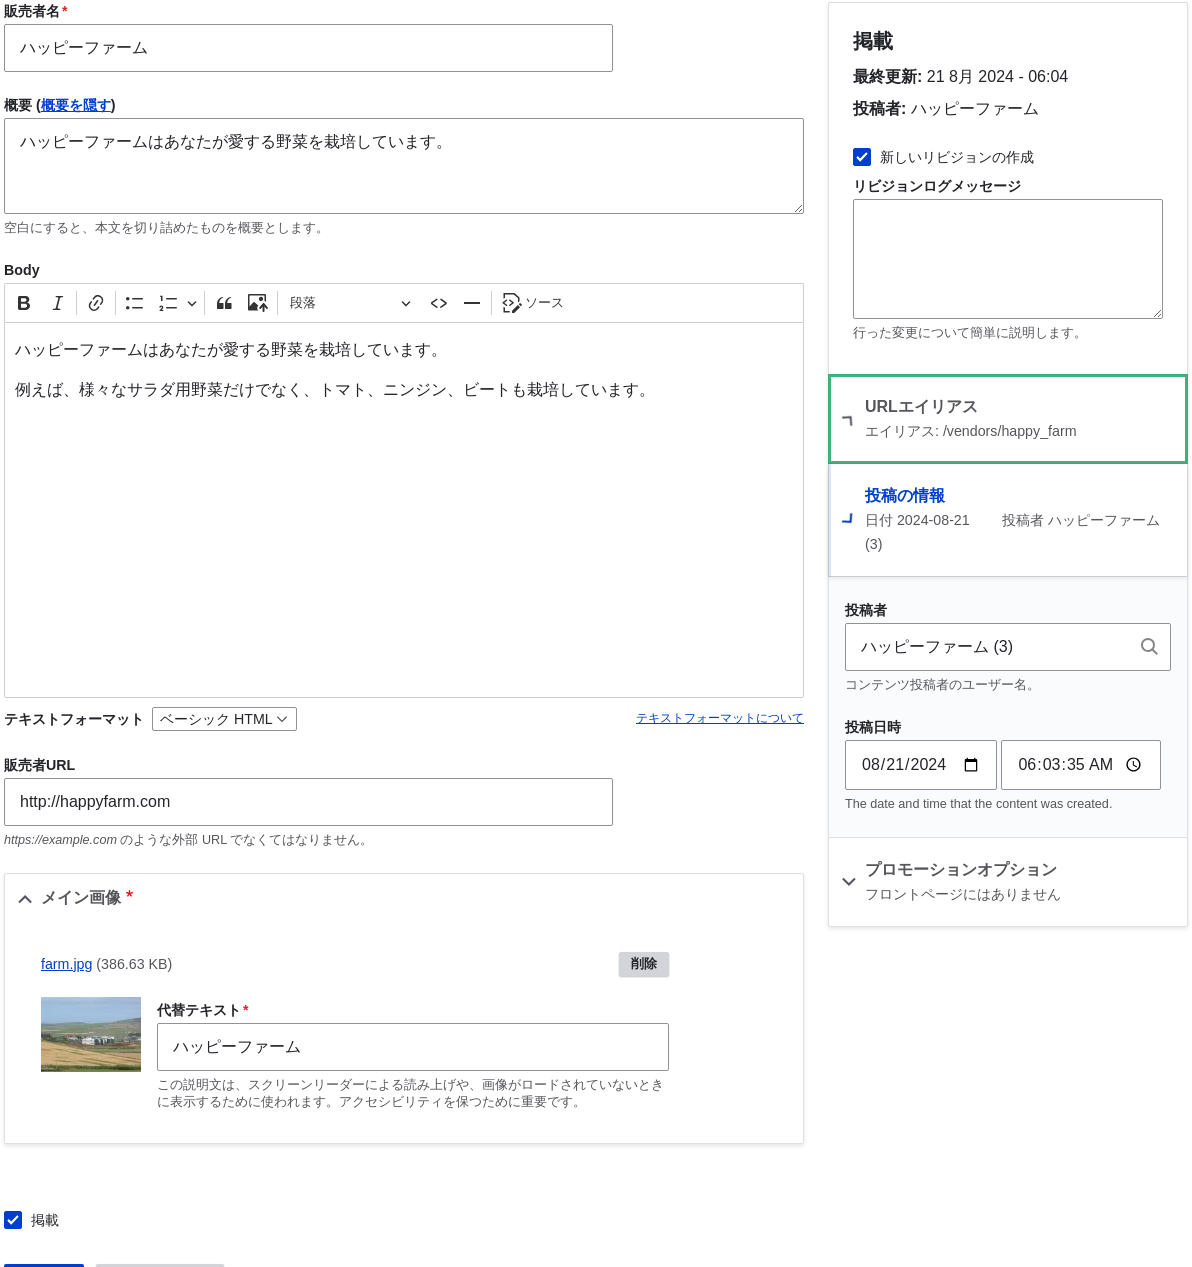 販売者名*
ハッピーファーム
概要 (概要を隠す)
ハッピーファームはあなたが愛する野菜を栽培しています。
空白にすると、本文を切り詰めたものを概要とします。
Body
B I 段落 ソース
ハッピーファームはあなたが愛する野菜を栽培しています。
例えば、様々なサラダ用野菜だけでなく、トマト、ニンジン、ビートも栽培しています。
テキストフォーマット ベーシック HTML テキストフォーマットについて
販売者URL
http://happyfarm.com
https://example.com のような外部 URL でなくてはなりません。
メイン画像 *
farm.jpg (386.63 KB) 削除
代替テキスト*
ハッピーファーム
この説明文は、スクリーンリーダーによる読み上げや、画像がロードされていないとき
に表示するために使われます。アクセシビリティを保つために重要です。
掲載
掲載
最終更新: 21 8月 2024 - 06:04
投稿者: ハッピーファーム
新しいリビジョンの作成
リビジョンログメッセージ
行った変更について簡単に説明します。
URLエイリアス
エイリアス: /vendors/happy_farm
投稿の情報
日付 2024-08-21 投稿者 ハッピーファーム
(3)
投稿者
ハッピーファーム (3)
コンテンツ投稿者のユーザー名。
投稿日時
08/21/2024 06:03:35 AM
The date and time that the content was created.
プロモーションオプション
フロントページにはありません